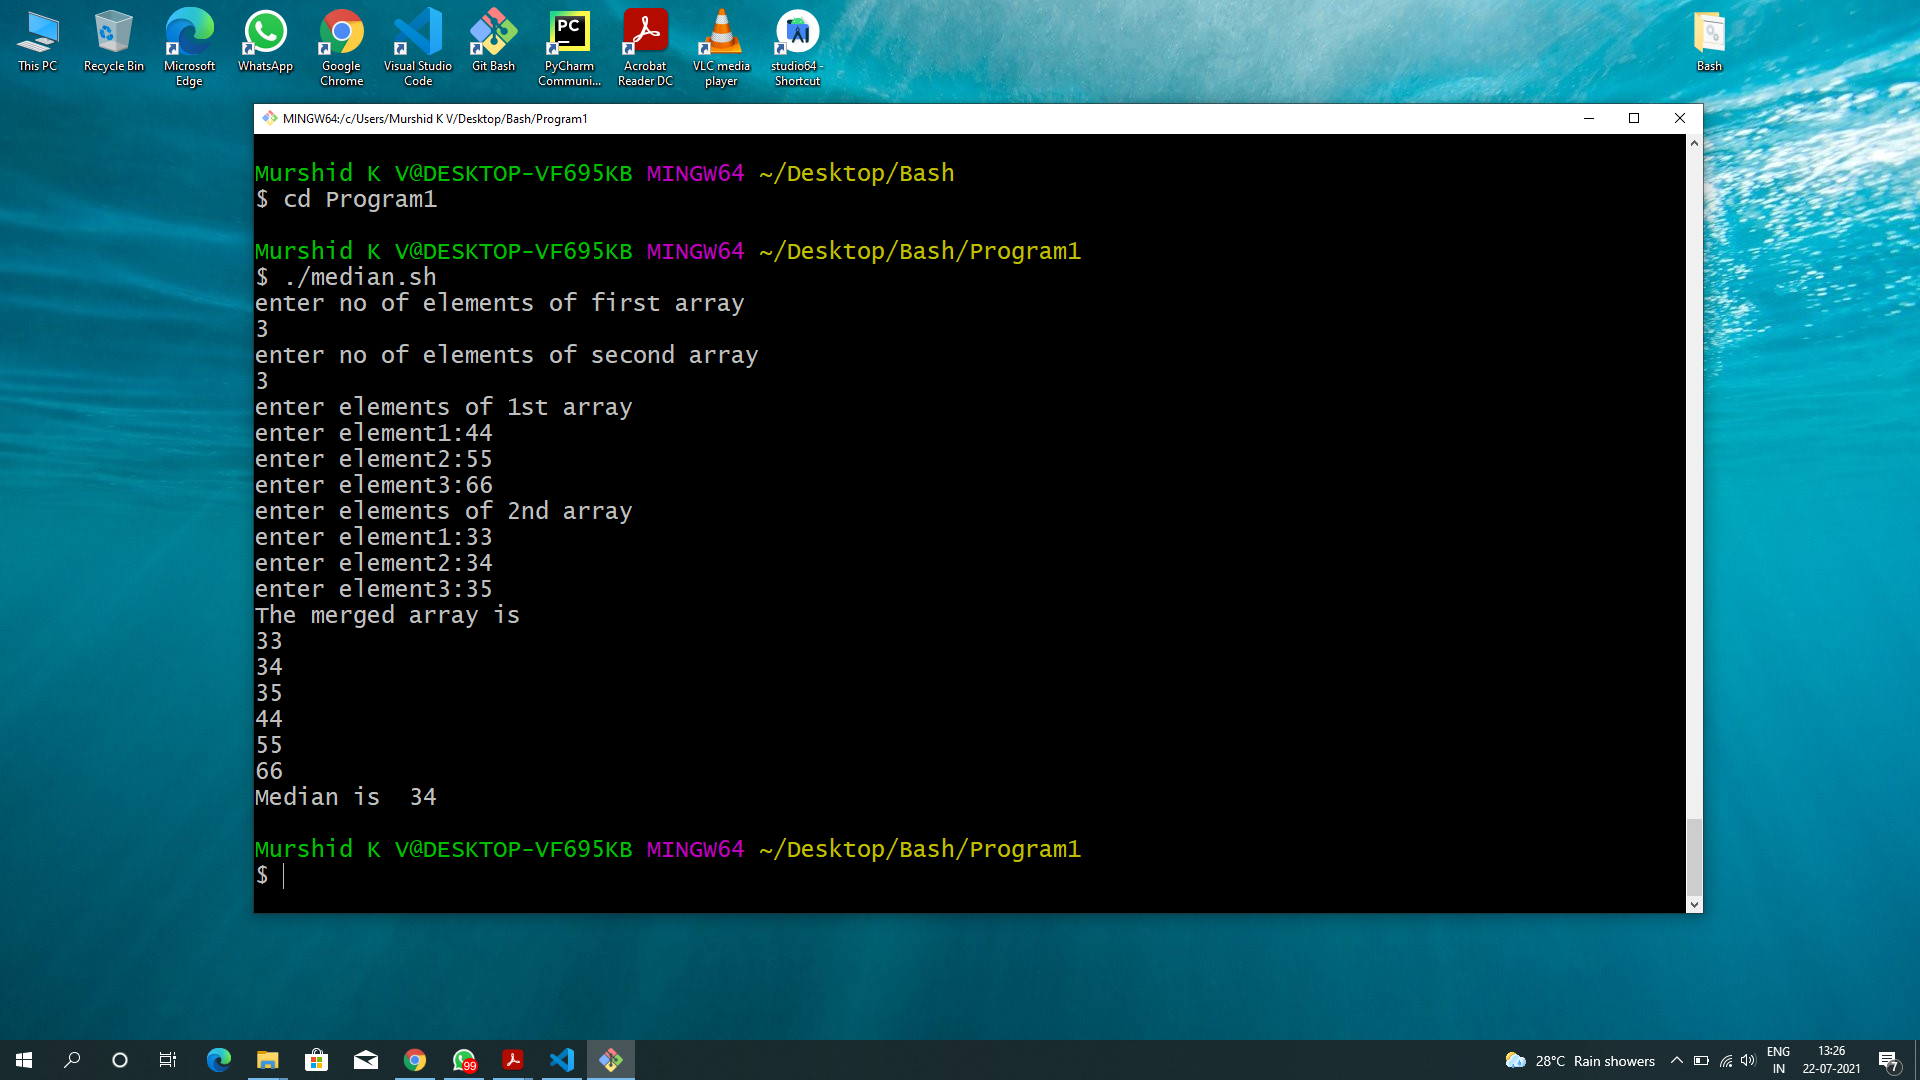 This PC
Recycle Bin
Microsoft Edge
WhatsApp
Google Chrome
Visual Studio Code
Git Bash
PyCharm Communi...
Acrobat Reader DC
VLC media player
studio64 - Shortcut
Bash
MINGW64:/c/Users/Murshid K V/Desktop/Bash/Program1
Murshid K V@DESKTOP-VF695KB MINGW64 ~/Desktop/Bash
$ cd Program1
Murshid K V@DESKTOP-VF695KB MINGW64 ~/Desktop/Bash/Program1
$ ./median.sh
enter no of elements of first array
3
enter no of elements of second array
3
enter elements of 1st array
enter element1:44
enter element2:55
enter element3:66
enter elements of 2nd array
enter element1:33
enter element2:34
enter element3:35
The merged array is
33
34
35
44
55
66
Median is  34
Murshid K V@DESKTOP-VF695KB MINGW64 ~/Desktop/Bash/Program1
$
PC
99
28°C Rain showers
ENG
IN
13:26
22-07-2021
7